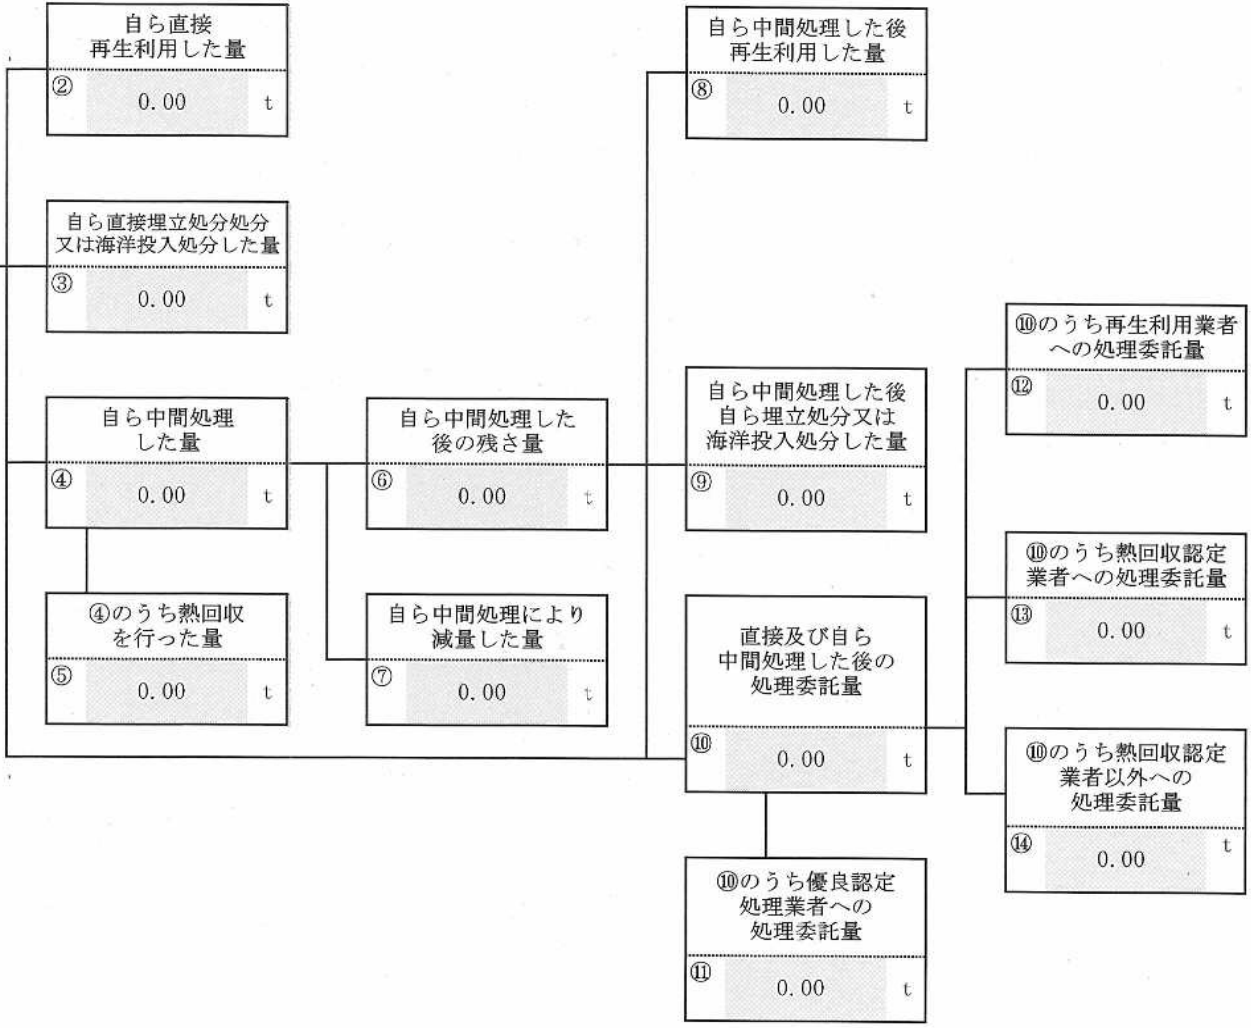 自ら直接
再生利用した量
② 0.00 t
自ら直接埋立処分処分
又は海洋投入処分した量
③ 0.00 t
自ら中間処理
した量
④ 0.00 t
④のうち熱回収
を行った量
⑤ 0.00 t
自ら中間処理した
後の残さ量
⑥ 0.00 t
自ら中間処理により
減量した量
⑦ 0.00 t
自ら中間処理した後
再生利用した量
⑧ 0.00 t
自ら中間処理した後
自ら埋立処分又は
海洋投入処分した量
⑨ 0.00 t
直接及び自ら
中間処理した後の
処理委託量
⑩ 0.00 t
⑩のうち優良認定
処理業者への
処理委託量
⑪ 0.00 t
⑩のうち再生利用業者
への処理委託量
⑫ 0.00 t
⑩のうち熱回収認定
業者への処理委託量
⑬ 0.00 t
⑩のうち熱回収認定
業者以外への
処理委託量
⑭ 0.00 t